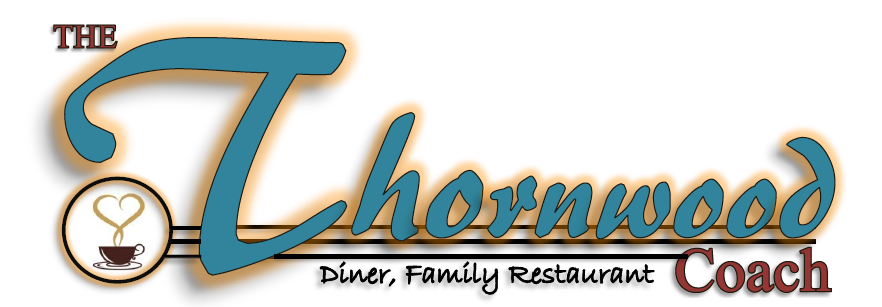 THE
Thornwood
Coach
Diner, Family Restaurant